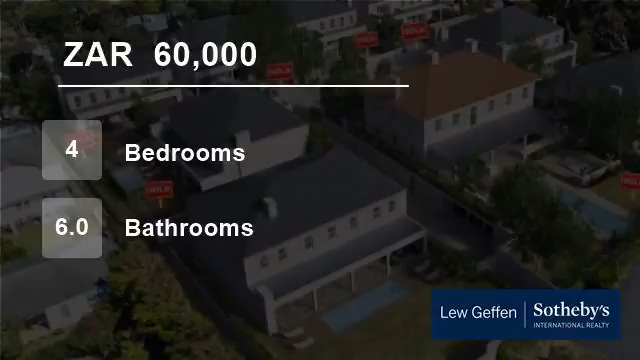 ZAR 60,000
4
Bedrooms
6.0
Bathrooms
Lew Geffen
Sotheby's
INTERNATIONAL REALTY